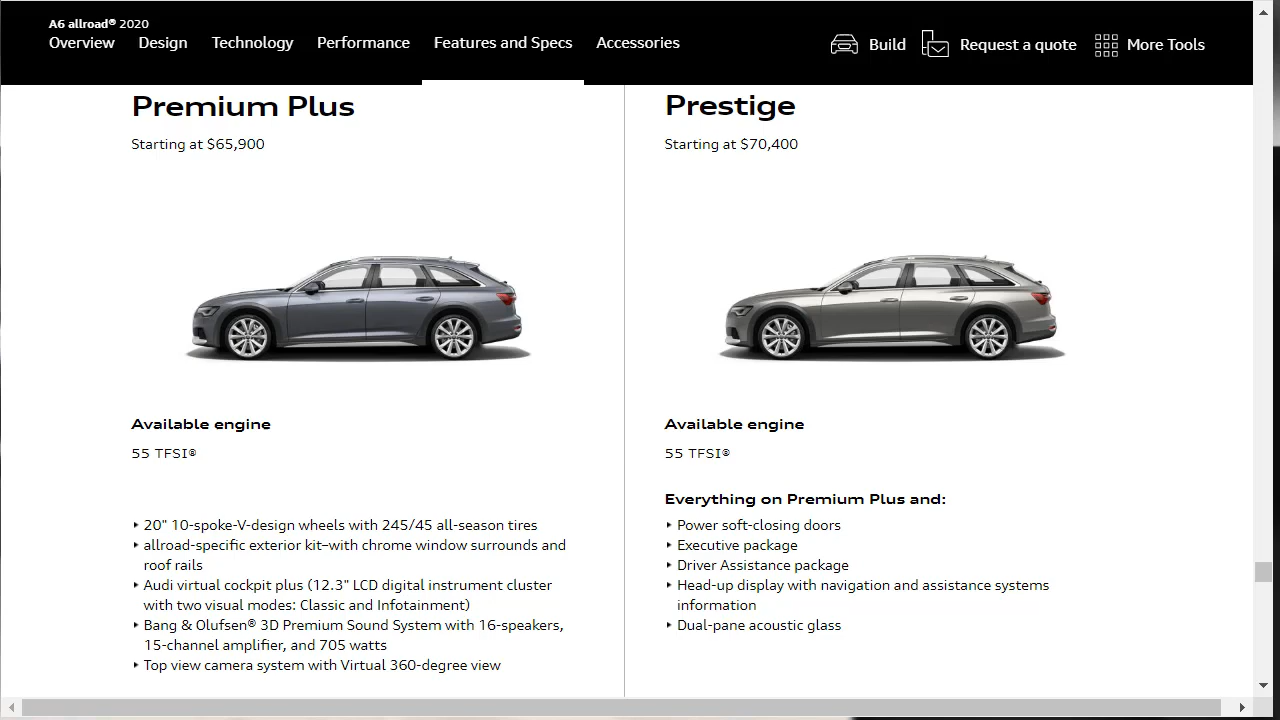 A6 allroad® 2020
Overview Design Technology Performance Features and Specs Accessories
Build Request a quote More Tools
Premium Plus
Starting at $65,900
Available engine
55 TFSI®
20" 10-spoke-V-design wheels with 245/45 all-season tires
allroad-specific exterior kit–with chrome window surrounds and
roof rails
Audi virtual cockpit plus (12.3" LCD digital instrument cluster
with two visual modes: Classic and Infotainment)
Bang & Olufsen® 3D Premium Sound System with 16-speakers,
15-channel amplifier, and 705 watts
Top view camera system with Virtual 360-degree view
Prestige
Starting at $70,400
Available engine
55 TFSI®
Everything on Premium Plus and:
Power soft-closing doors
Executive package
Driver Assistance package
Head-up display with navigation and assistance systems
information
Dual-pane acoustic glass